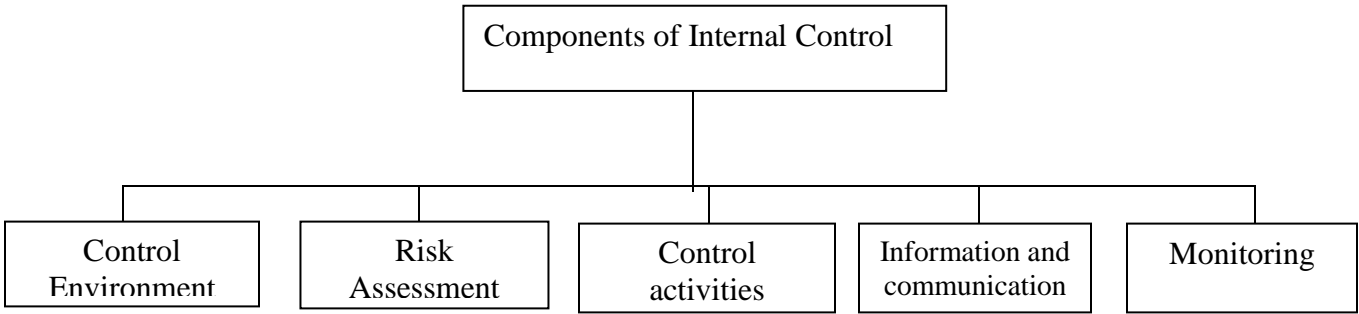 Components of Internal Control
Control
Environment
Risk
Assessment
Control
activities
Information and
communication
Monitoring